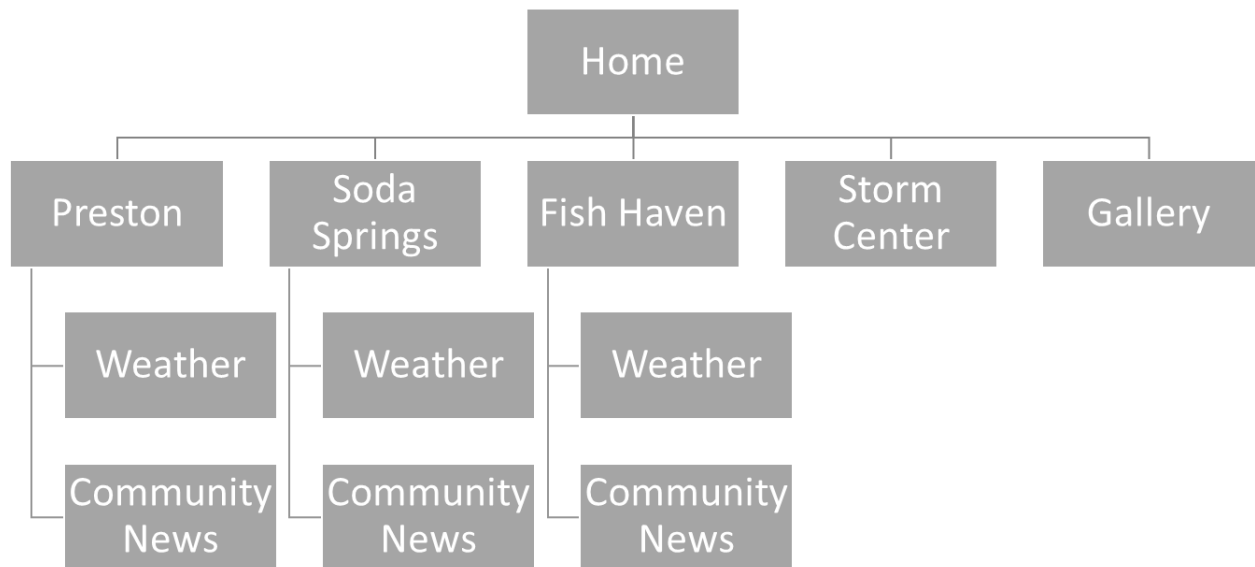 Home
Preston
Soda
Springs
Fish Haven
Storm
Center
Gallery
Weather
Weather
Weather
Community
News
Community
News
Community
News